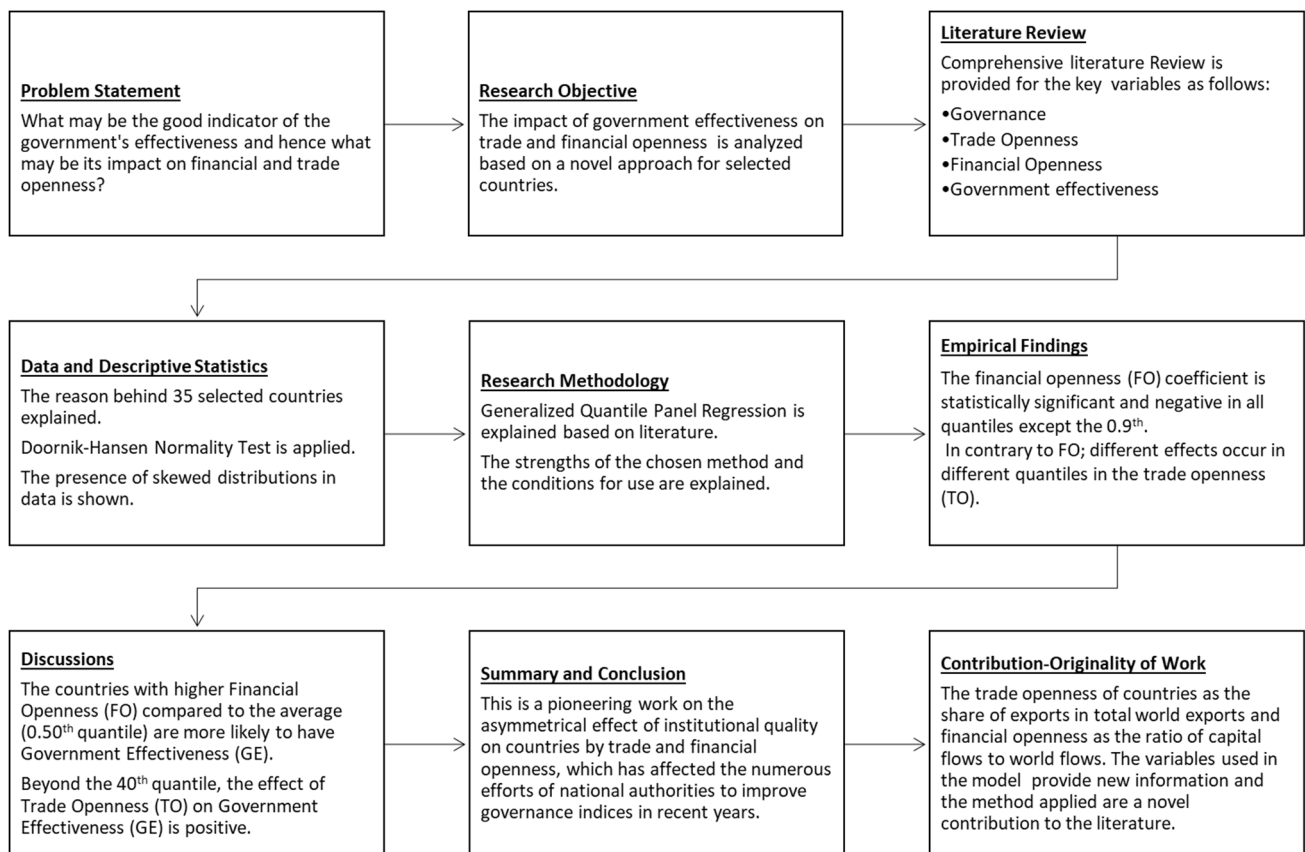 Problem Statement
What may be the good indicator of the
government's effectiveness and hence what
may be its impact on financial and trade
openness?
Research Objective
The impact of government effectiveness on
trade and financial openness is analyzed
based on a novel approach for selected
countries.
Literature Review
Comprehensive literature Review is
provided for the key variables as follows:
•Governance
•Trade Openness
•Financial Openness
•Government effectiveness
Data and Descriptive Statistics
The reason behind 35 selected countries
explained.
Doornik-Hansen Normality Test is applied.
The presence of skewed distributions in
data is shown.
Research Methodology
Generalized Quantile Panel Regression is
explained based on literature.
The strengths of the chosen method and
the conditions for use are explained.
Empirical Findings
The financial openness (FO) coefficient is
statistically significant and negative in all
quantiles except the 0.9th.
In contrary to FO; different effects occur in
different quantiles in the trade openness
(TO).
Discussions
The countries with higher Financial
Openness (FO) compared to the average
(0.50th quantile) are more likely to have
Government Effectiveness (GE).
Beyond the 40th quantile, the effect of
Trade Openness (TO) on Government
Effectiveness (GE) is positive.
Summary and Conclusion
This is a pioneering work on the
asymmetrical effect of institutional quality
on countries by trade and financial
openness, which has affected the numerous
efforts of national authorities to improve
governance indices in recent years.
Contribution-Originality of Work
The trade openness of countries as the
share of exports in total world exports and
financial openness as the ratio of capital
flows to world flows. The variables used in
the model provide new information and
the method applied are a novel
contribution to the literature.